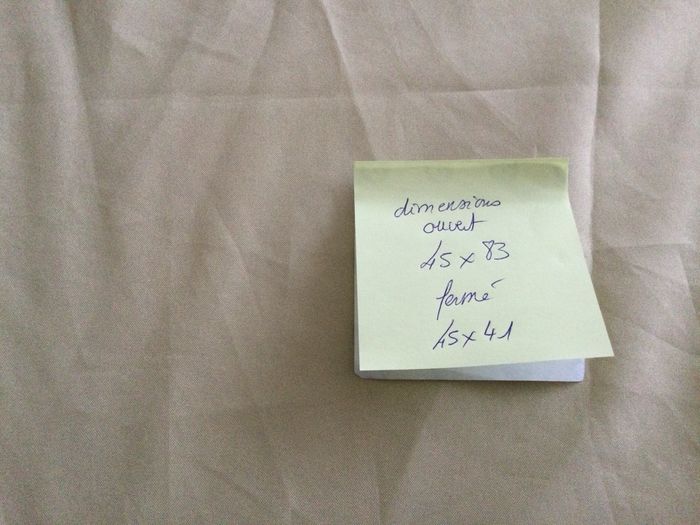 dimensions
ouvert
45 x 83
fermé
45 x 41